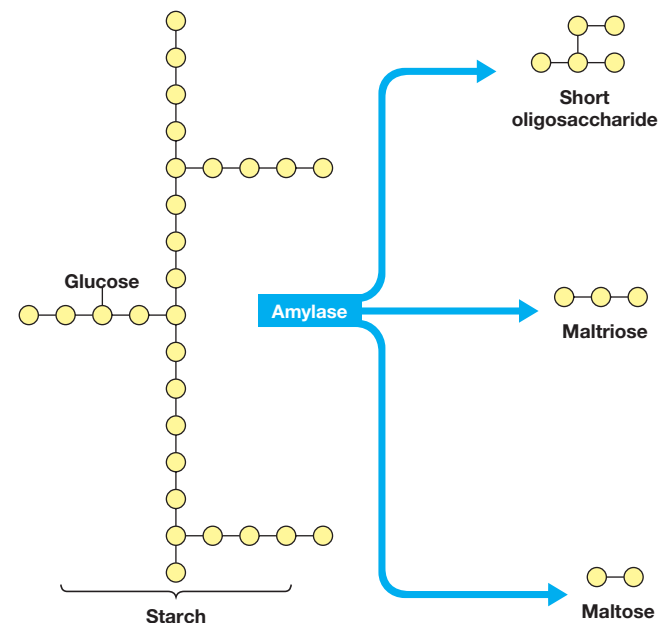 Short
oligosaccharide
Glucose
Amylase
Maltriose
Maltose
Starch